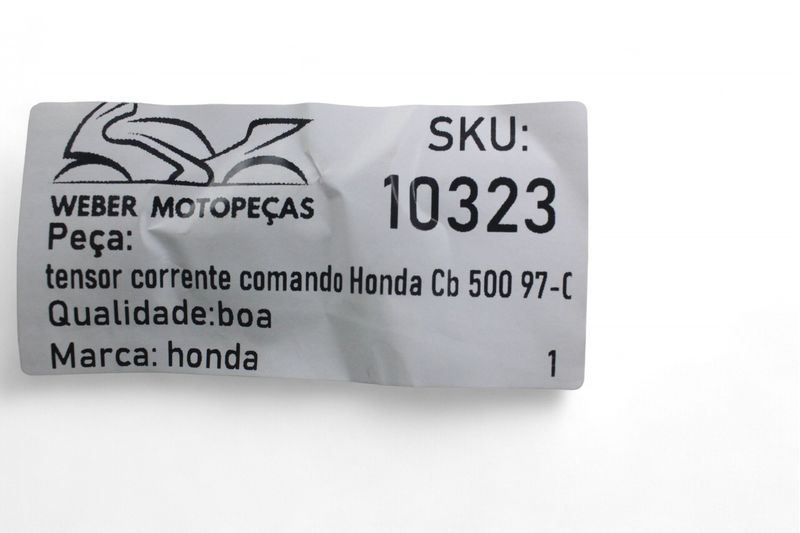 WEBER MOTOPEÇAS
SKU:
10323
Peça:
tensor corrente comando Honda Cb 500 97-
Qualidade:boa
Marca: honda
1